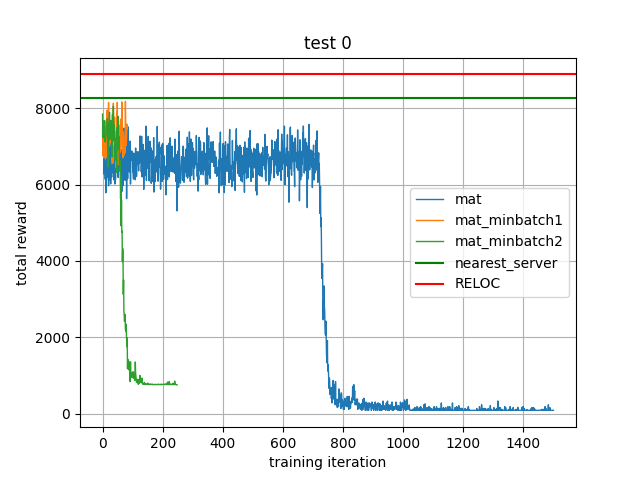 test 0
total reward
8000
6000
4000
2000
0
mat
mat_minbatch1
mat_minbatch2
nearest_server
RELOC
0 200 400 600 800 1000 1200 1400
training iteration